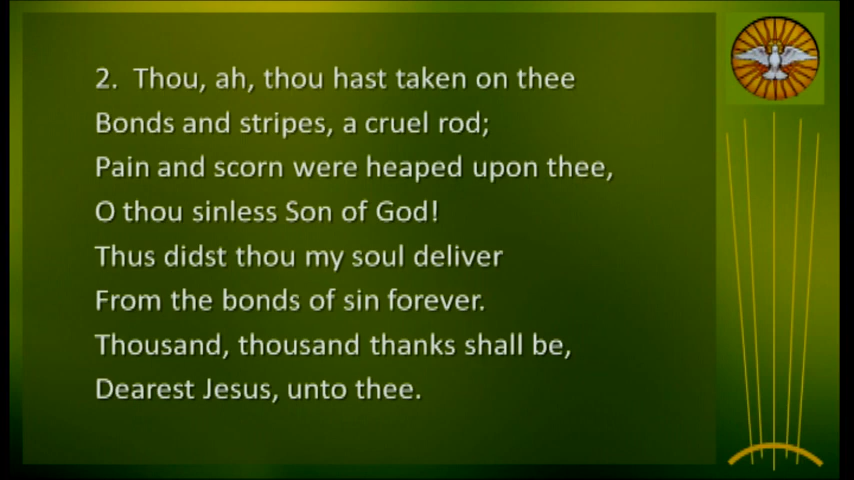 2. Thou, ah, thou hast taken on thee
Bonds and stripes, a cruel rod;
Pain and scorn were heaped upon thee,
O thou sinless Son of God!
Thus didst thou my soul deliver
From the bonds of sin forever.
Thousand, thousand thanks shall be,
Dearest Jesus, unto thee.